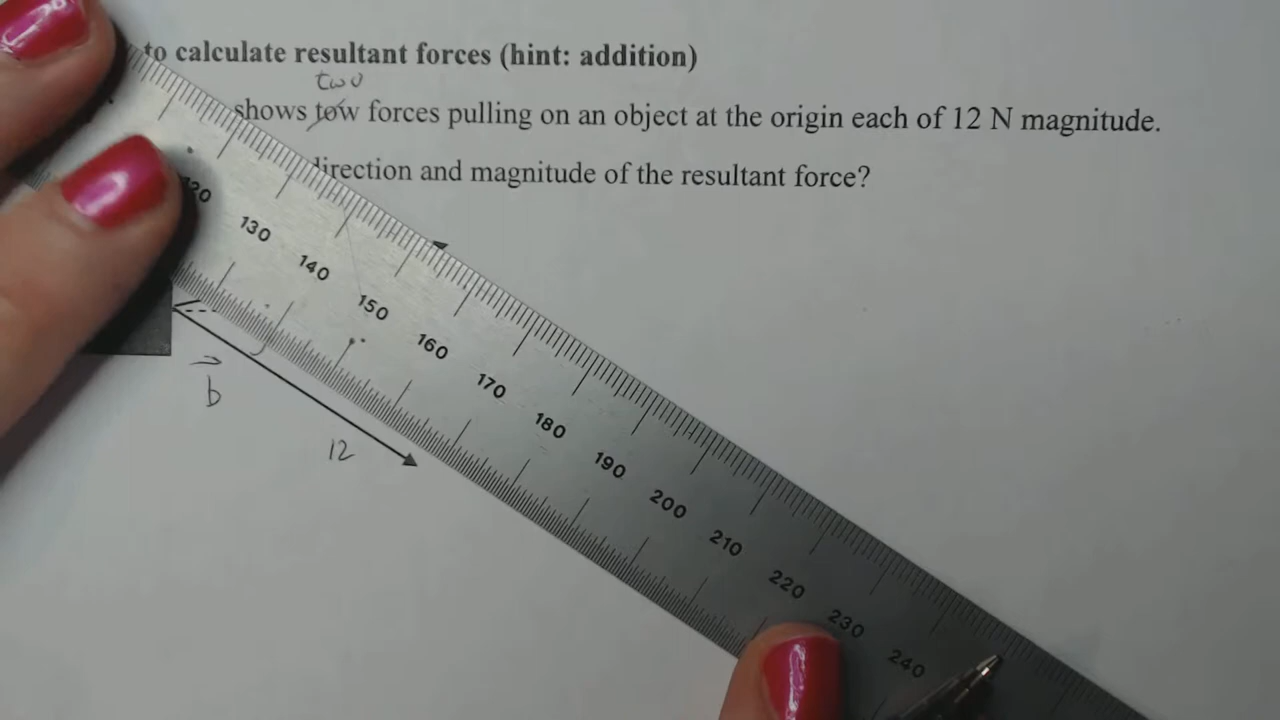 to calculate resultant forces (hint: addition)
two
shows tow forces pulling on an object at the origin each of 12 N magnitude.
direction and magnitude of the resultant force?
120
130
140
150
160
170
180
190
200
210
220
230
240
b
12